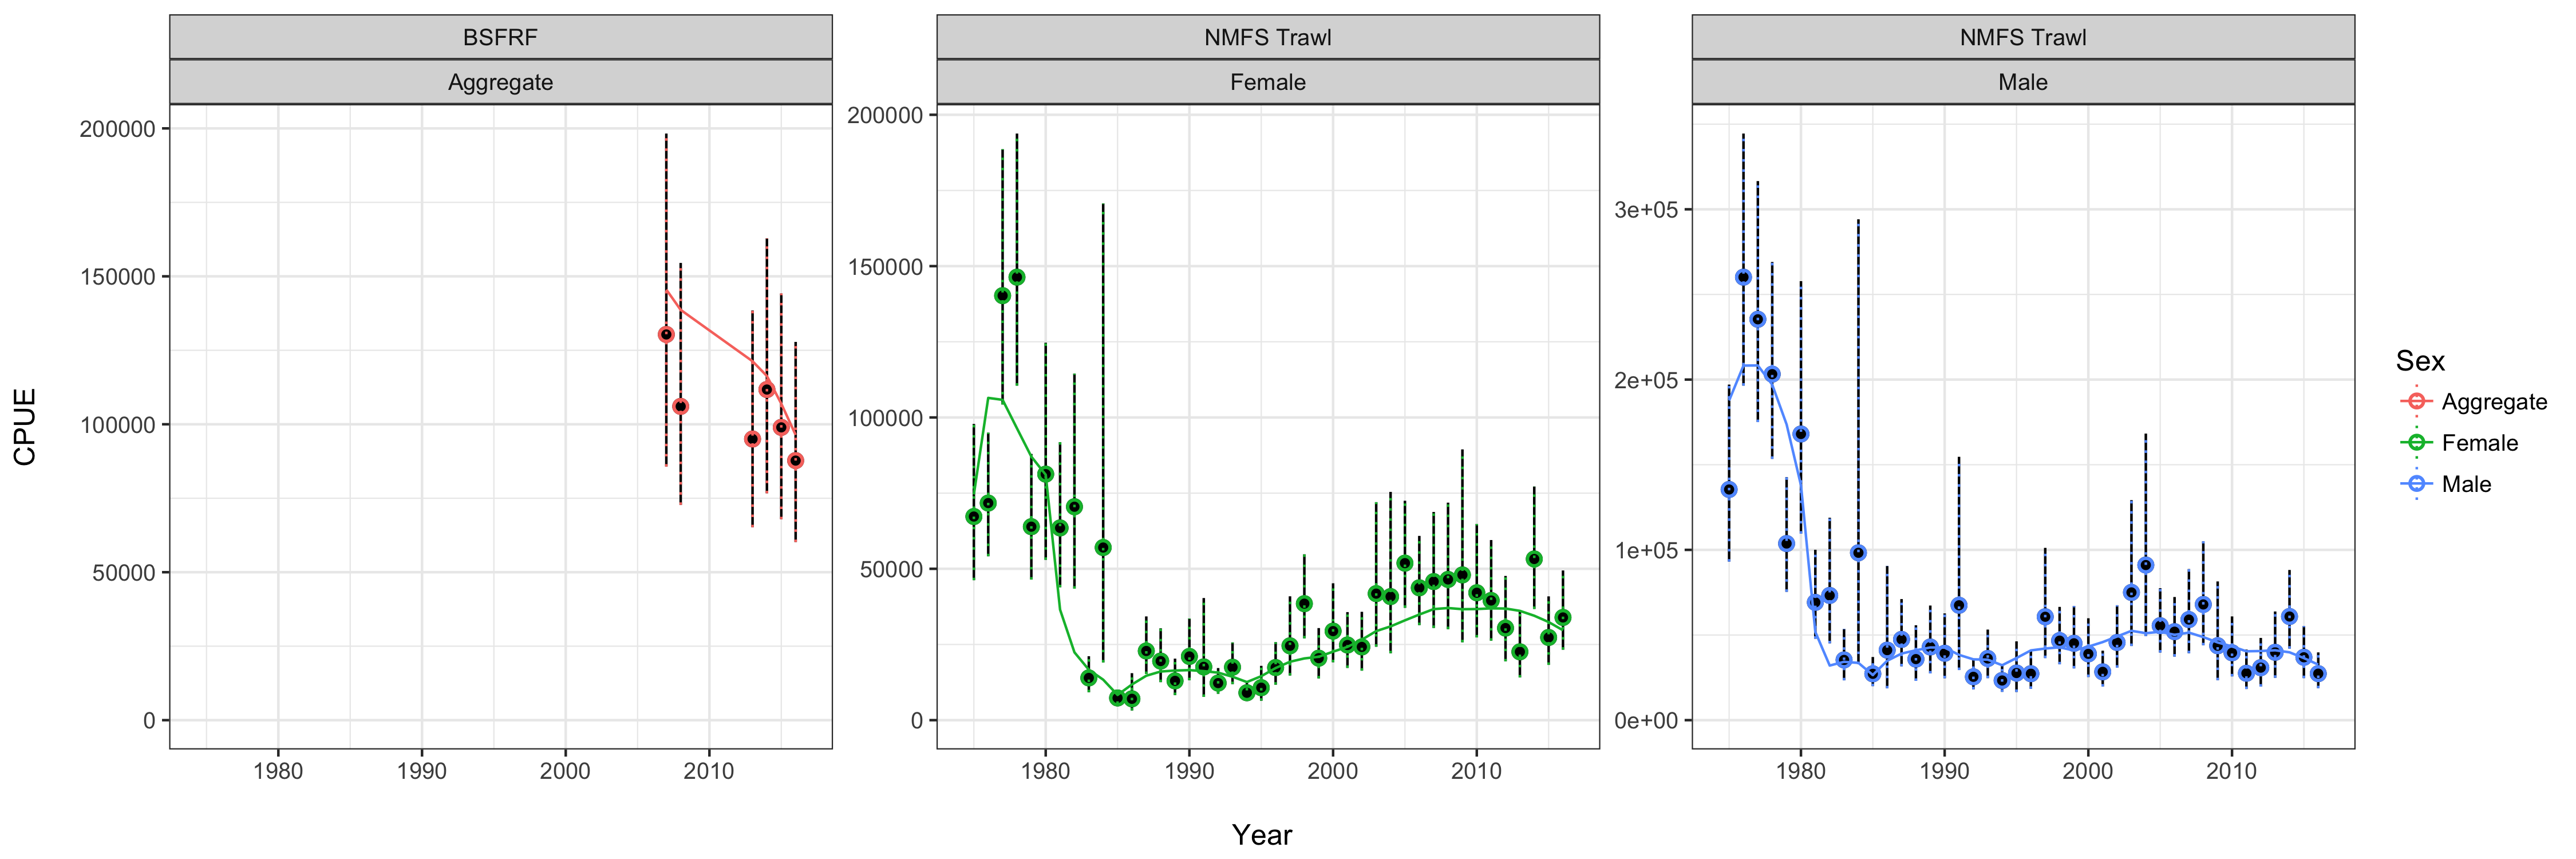 BSFRF
Aggregate
NMFS Trawl
Female
NMFS Trawl
Male
CPUE
200000
150000
100000
50000
0
1980 1990 2000 2010
200000
150000
100000
50000
0
1980 1990 2000 2010
3e+05
2e+05
1e+05
0e+00
1980 1990 2000 2010
Year
Sex
Aggregate
Female
Male